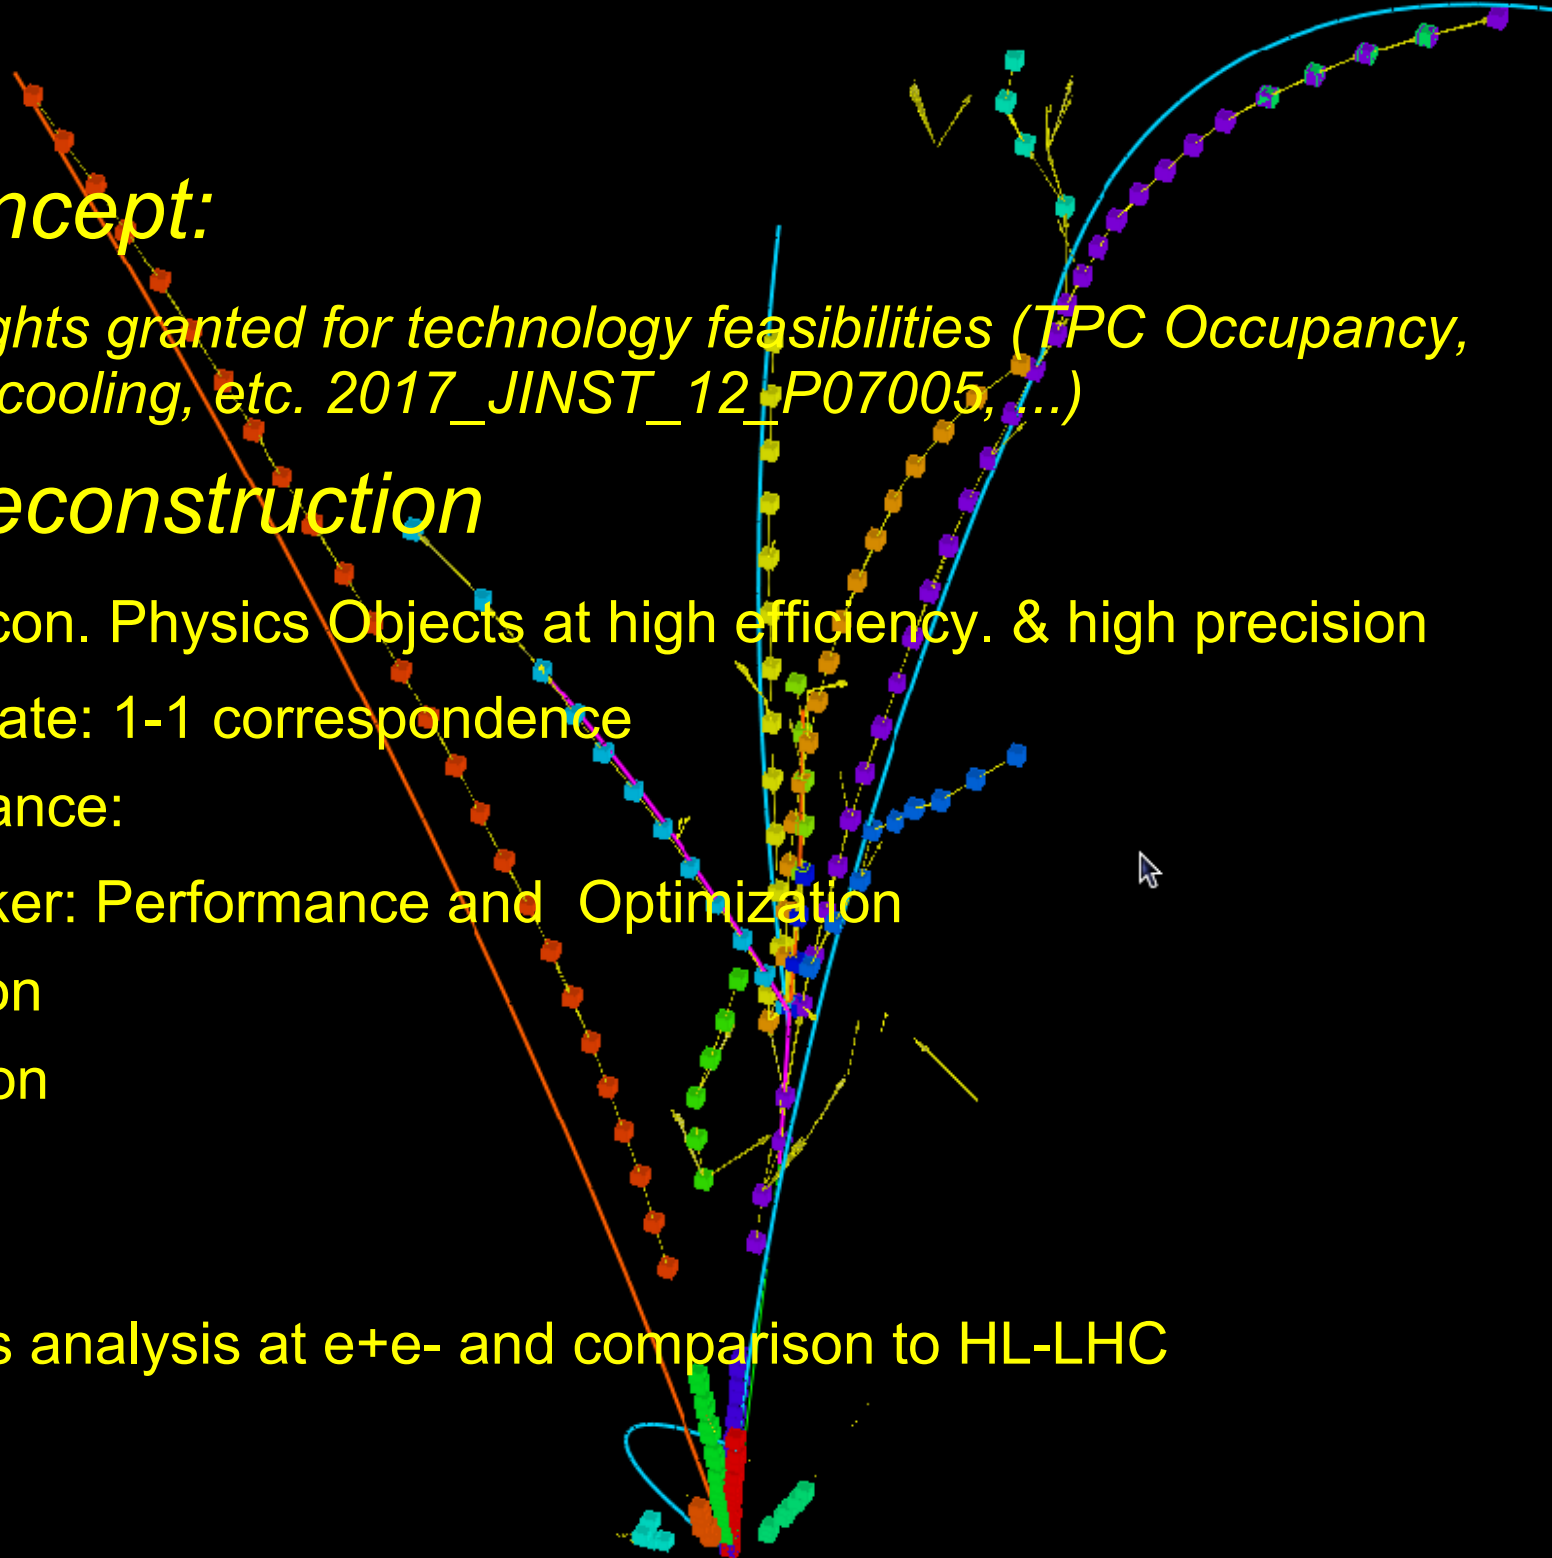 ncept:
ghts granted for technology feasibilities (TPC Occupancy,
cooling, etc. 2017_JINST_12_P07005, ...)
econstruction
con. Physics Objects at high efficiency. & high precision
ate: 1-1 correspondence
ance:
ker: Performance and Optimization
on
on
s analysis at e+e- and comparison to HL-LHC